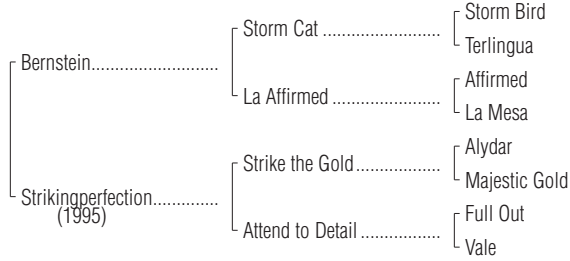 Storm Bird
Storm Cat ........................
Terlingua
Bernstein..........................
Affirmed
La Affirmed ......................
La Mesa
Alydar
Strike the Gold.................
Majestic Gold
Strikingperfection.............
(1995)
Full Out
Attend to Detail ................
Vale